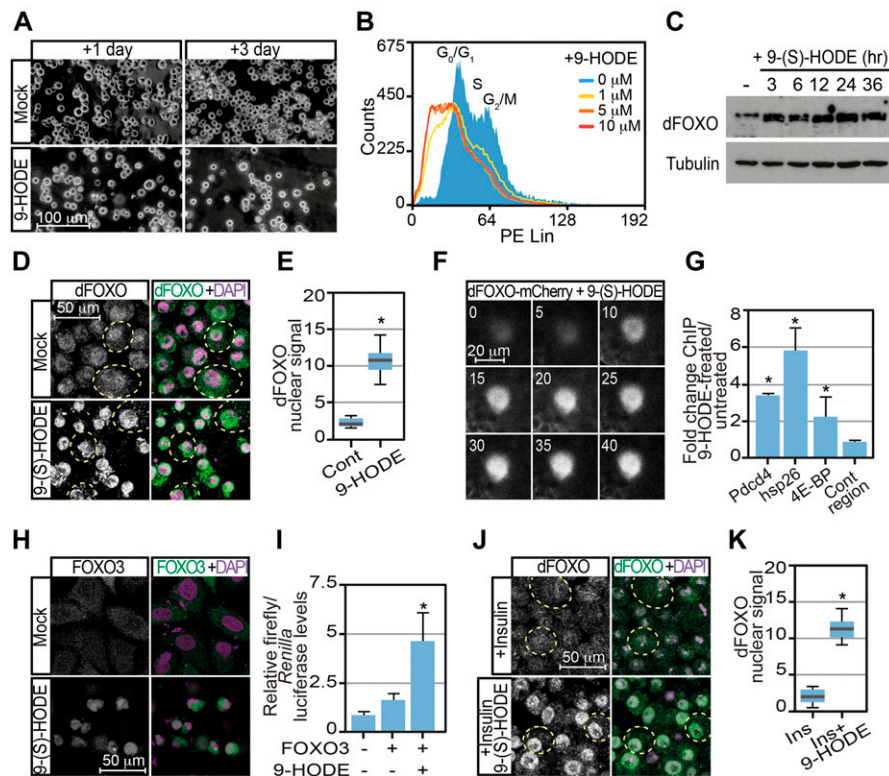 A
+1 day
+3 day
Mock
9-HODE
100 μm
B
675
450
225
0
Counts
G0/G1
S
G2/M
+9-HODE
0 μM
1 μM
5 μM
10 μM
0
64
128
192
PE Lin
C
+ 9-(S)-HODE (hr)
- 3 6 12 24 36
dFOXO
Tubulin
D
dFOXO
dFOXO+DAPI
50 μm
Mock
9-(S)-HODE
E
dFOXO
nuclear signal
20
15
10
5
0
*
Cont
9-HODE
F
dFOXO-mCherry + 9-(S)-HODE
0 5 10
20 μm
15 20 25
30 35 40
G
Fold change ChIP
9-HODE-treated/
untreated
8
6
4
2
0
* * *
Pdcd4
hsp26
4E-BP
Cont
region
H
FOXO3
FOXO3+DAPI
Mock
9-(S)-HODE
50 μm
I
Relative firefly/
Renilla
luciferase levels
7.5
5
2.5
0
*
FOXO3 - + +
9-HODE - - +
J
dFOXO
dFOXO+DAPI
+Insulin
50 μm
+Insulin
9-(S)-HODE
K
dFOXO
nuclear signal
20
15
10
5
0
*
Ins
Ins+
9-HODE